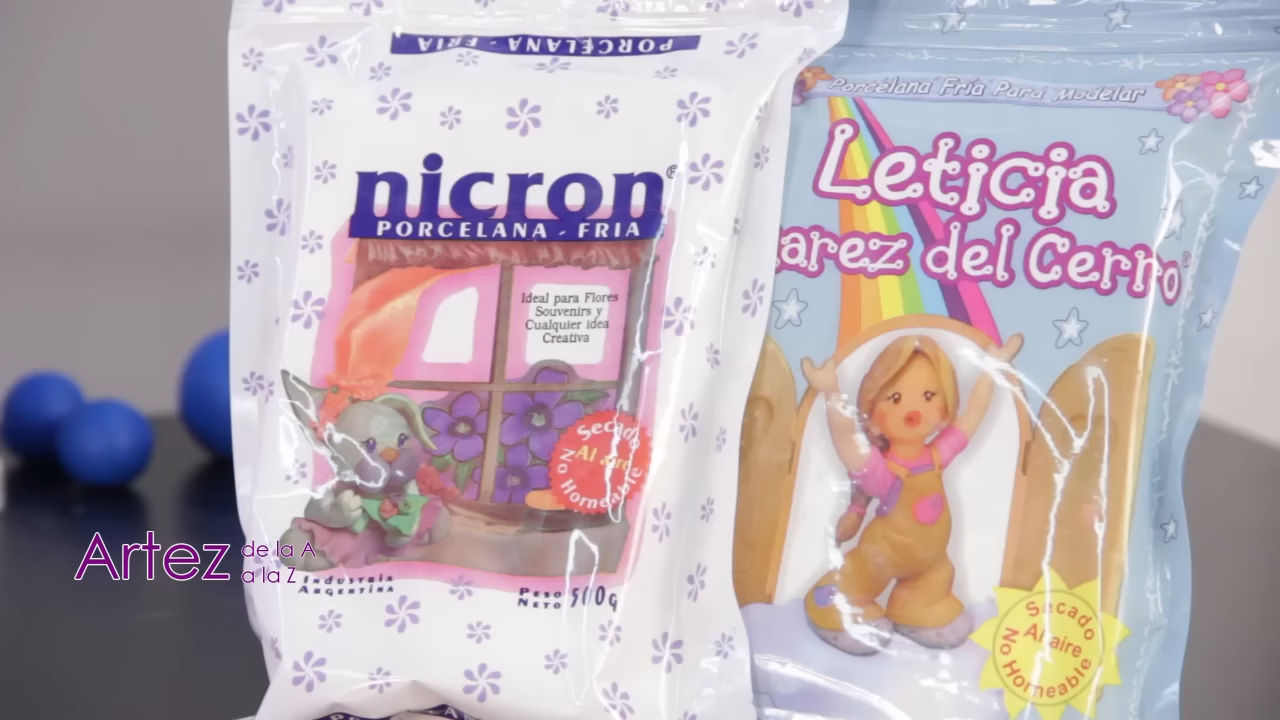 PORCELANA - FRIA
nicron®
PORCELANA - FRIA
Ideal para Flores
Souvenirs y
Cualquier idea
Creativa
Secado
Al aire
No Horneable
INDUSTRIA
ARGENTINA
PESO
NETO 500g
Porcelana Fría Para Modelar
Leticia
arez del Cerro®
Secado
Al aire
No Horneable
Artez de la A
a la Z